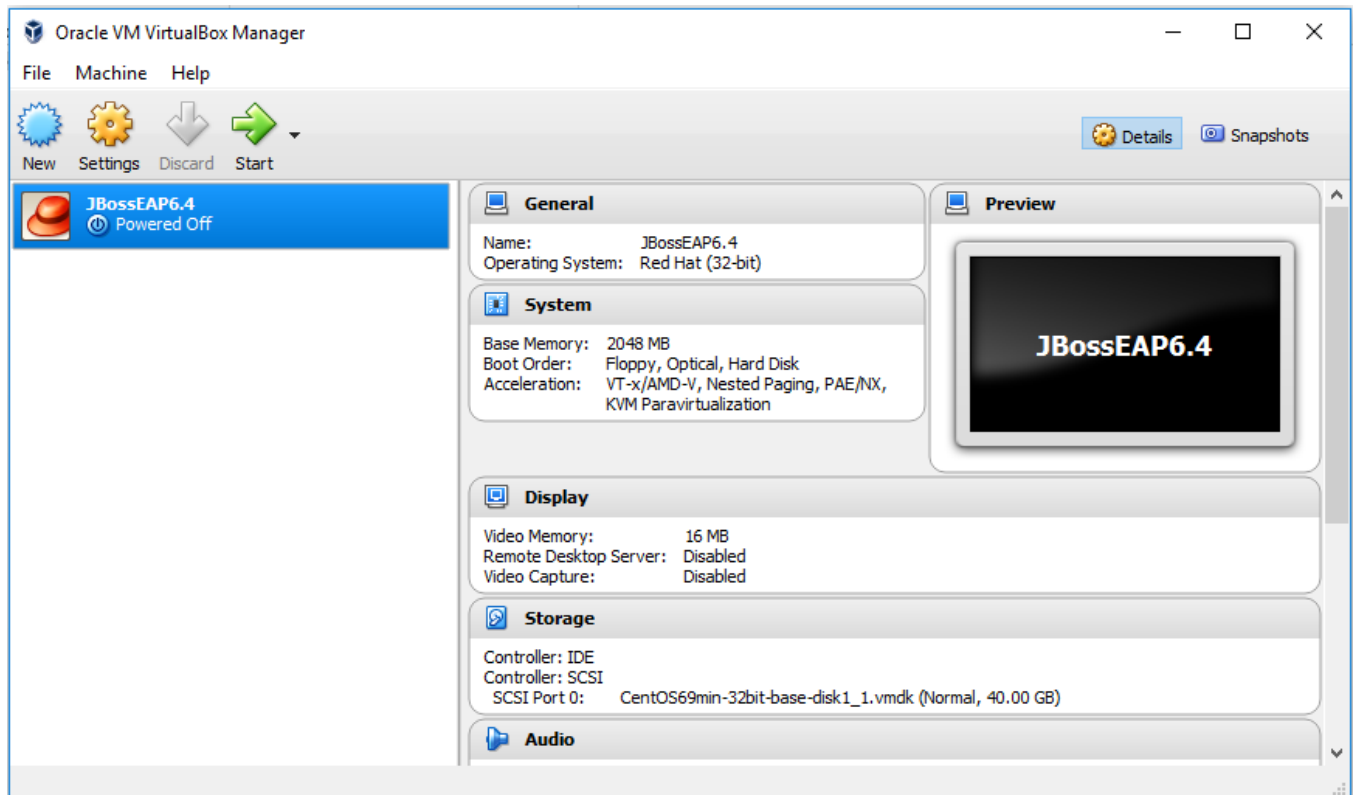 Oracle VM VirtualBox Manager
File Machine Help
New Settings Discard Start
Details Snapshots
JBossEAP6.4
Powered Off
General
Name: JBossEAP6.4
Operating System: Red Hat (32-bit)
System
Base Memory: 2048 MB
Boot Order: Floppy, Optical, Hard Disk
Acceleration: VT-x/AMD-V, Nested Paging, PAE/NX,
KVM Paravirtualization
Preview
JBossEAP6.4
Display
Video Memory: 16 MB
Remote Desktop Server: Disabled
Video Capture: Disabled
Storage
Controller: IDE
Controller: SCSI
SCSI Port 0: CentOS69min-32bit-base-disk1_1.vmdk (Normal, 40.00 GB)
Audio